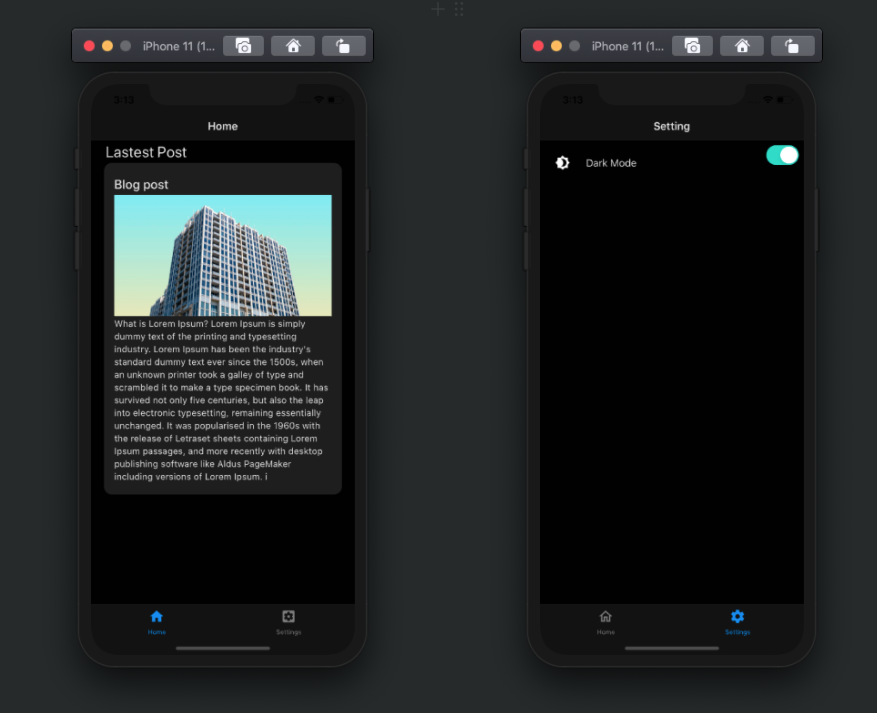 iPhone 11 (1...
3:13
Home
Lastest Post
Blog post
What is Lorem Ipsum? Lorem Ipsum is simply
dummy text of the printing and typesetting
industry. Lorem Ipsum has been the industry's
standard dummy text ever since the 1500s, when
an unknown printer took a galley of type and
scrambled it to make a type specimen book. It has
survived not only five centuries, but also the leap
into electronic typesetting, remaining essentially
unchanged. It was popularised in the 1960s with
the release of Letraset sheets containing Lorem
Ipsum passages, and more recently with desktop
publishing software like Aldus PageMaker
including versions of Lorem Ipsum. i
Home
Settings
iPhone 11 (1...
3:13
Setting
Dark Mode
Home
Settings